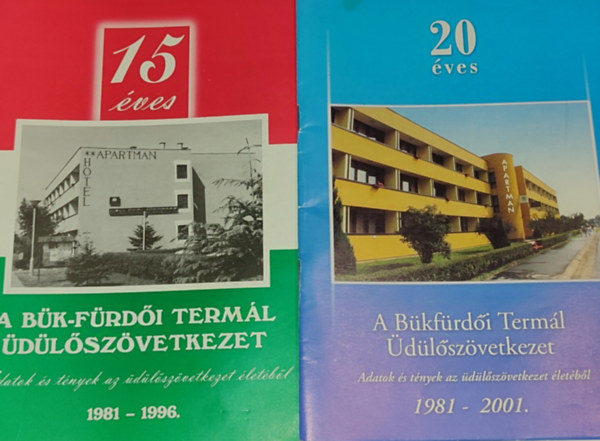 15
éves
**APARTMAN
HOTEL
A BÜK-FÜRDŐI TERMÁL
ÜDÜLŐSZÖVETKEZET
Adatok és tények az üdülőszövetkezet életéből
1981 - 1996.
20
éves
APARTMAN
A Bükfürdői Termál
Üdülőszövetkezet
Adatok és tények az üdülőszövetkezet életéből
1981 - 2001.